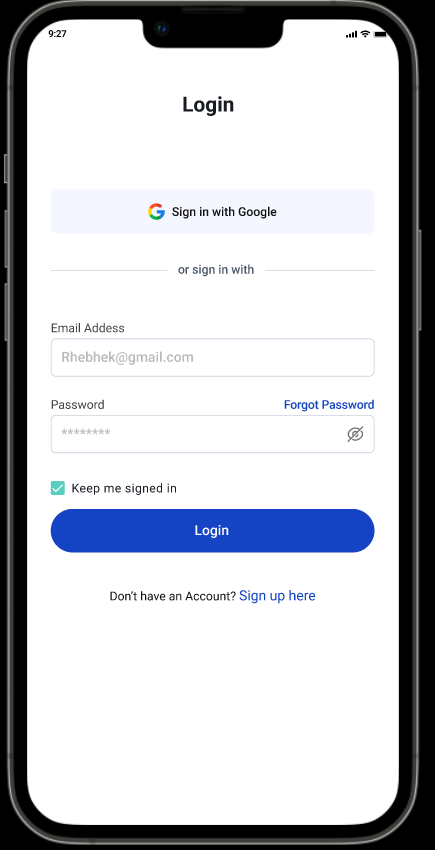 9:27
Login
Sign in with Google
or sign in with
Email Addess
Rhebhek@gmail.com
Password Forgot Password
********
Keep me signed in
Login
Don't have an Account? Sign up here